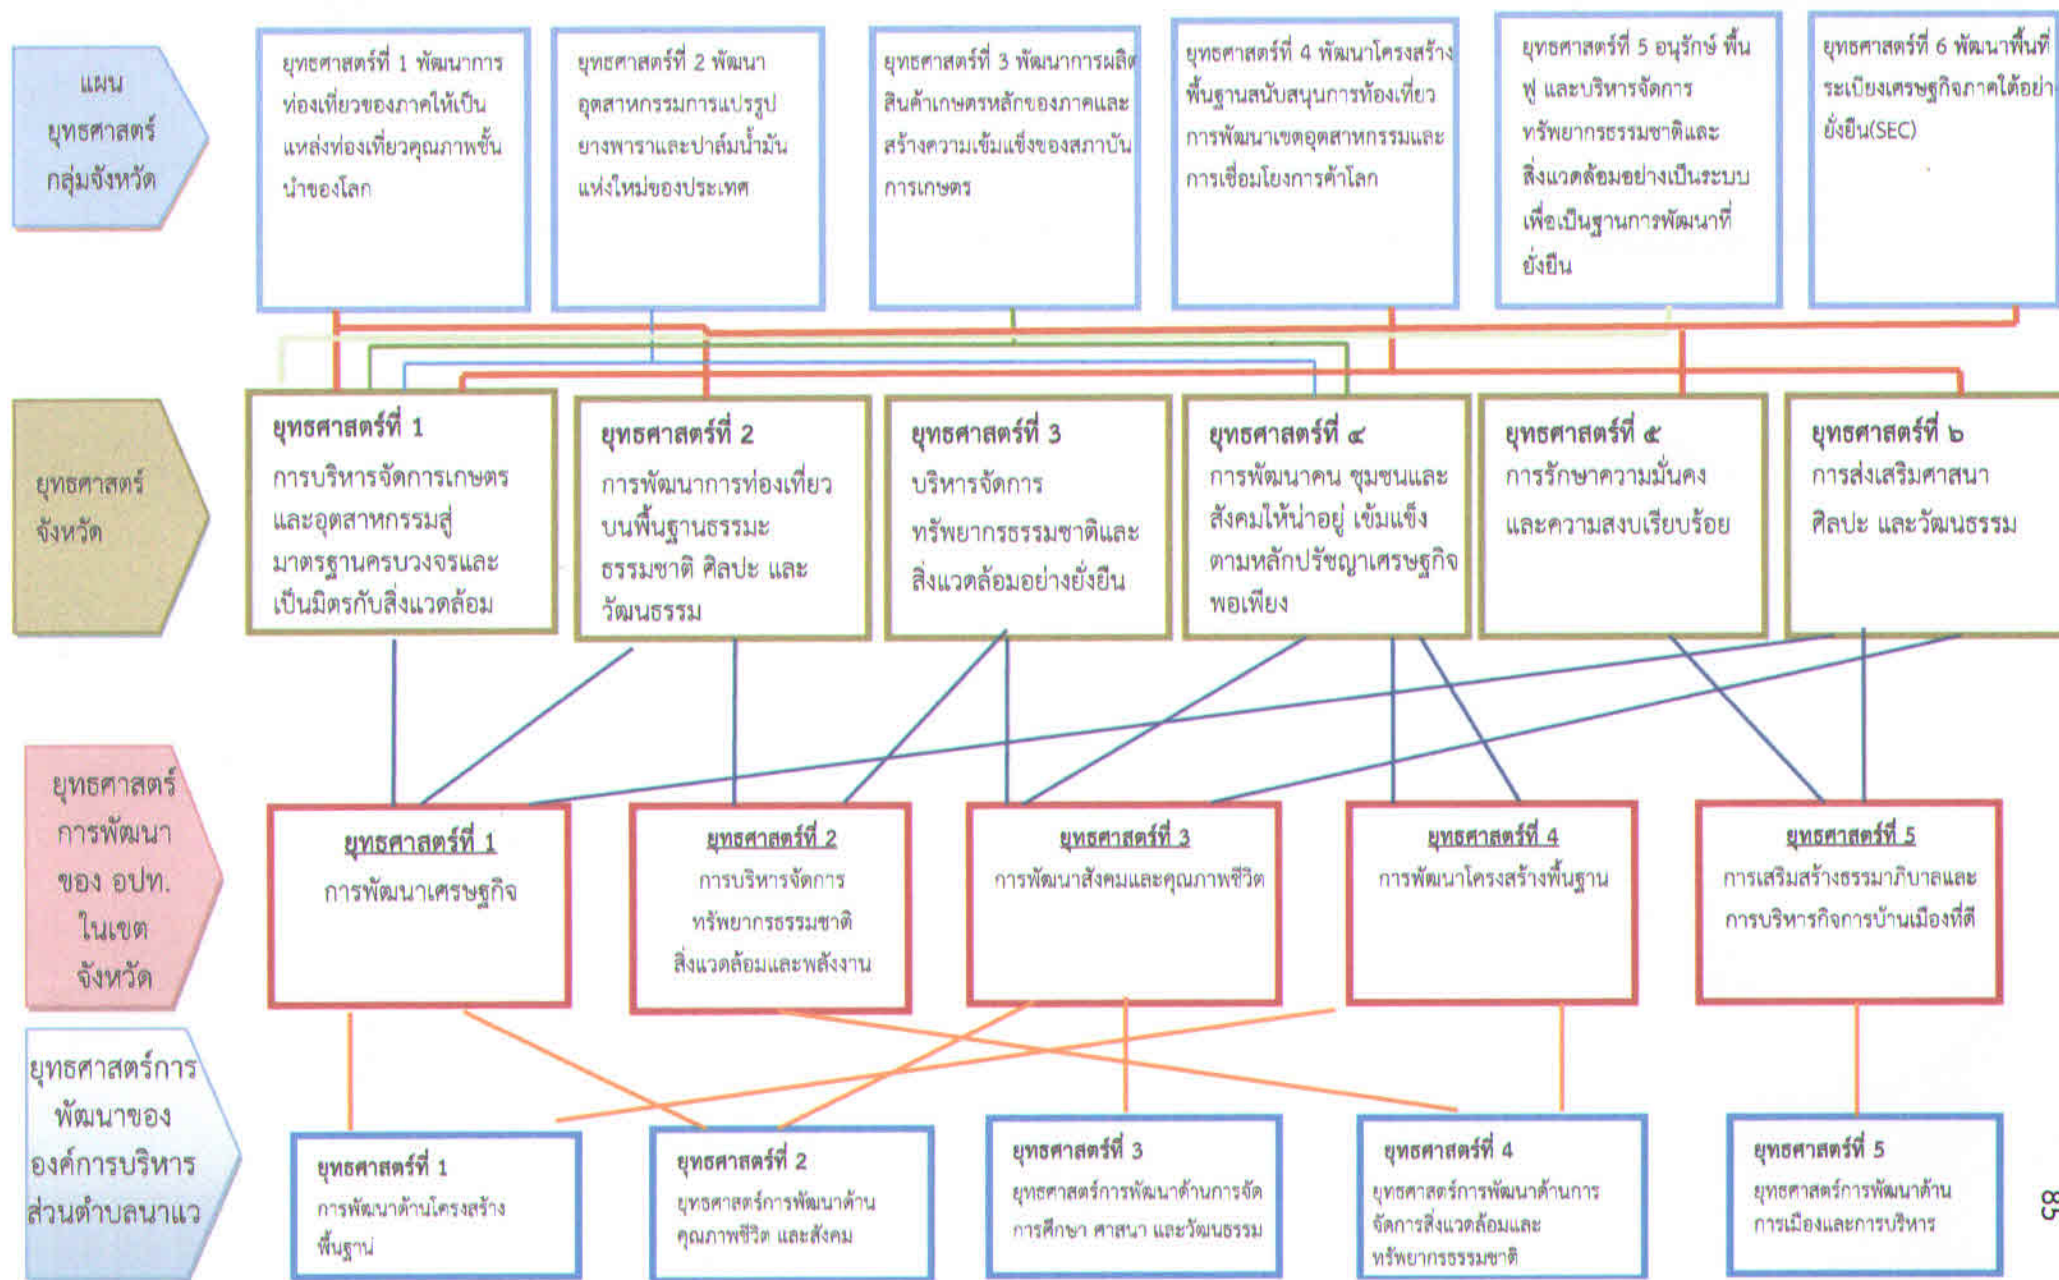 แผน
ยุทธศาสตร์
กลุ่มจังหวัด
ยุทธศาสตร์ที่ 1 พัฒนาการ
ท่องเที่ยวของภาคให้เป็น
แหล่งท่องเที่ยวคุณภาพชั้น
นำของโลก
ยุทธศาสตร์ที่ 2 พัฒนา
อุตสาหกรรมการแปรรูป
ยางพาราและปาล์มน้ำมัน
แห่งใหม่ของประเทศ
ยุทธศาสตร์ที่ 3 พัฒนาการผลิต
สินค้าเกษตรหลักของภาคและ
สร้างความเข้มแข็งของสภาบัน
การเกษตร
ยุทธศาสตร์ที่ 4 พัฒนาโครงสร้าง
พื้นฐานสนับสนุนการท้องเที่ยว
การพัฒนาเขตอุตสาหกรรมและ
การเชื่อมโยงการค้าโลก
ยุทธศาสตร์ที่ 5 อนุรักษ์ พื้น
ฟู และบริหารจัดการ
ทรัพยากรธรรมชาติและ
สิ่งแวดล้อมอย่างเป็นระบบ
เพื่อเป็นฐานการพัฒนาที่
ยั่งยืน
ยุทธศาสตร์ที่ 6 พัฒนาพื้นที่
ระเบียงเศรษฐกิจภาคใต้อย่า
ยั่งยืน(SEC)
ยุทธศาสตร์
จังหวัด
ยุทธศาสตร์ที่ 1
การบริหารจัดการเกษตร
และอุตสาหกรรมสู่
มาตรฐานครบวงจรและ
เป็นมิตรกับสิ่งแวดล้อม
ยุทธศาสตร์ที่ 2
การพัฒนาการท่องเที่ยว
บนพื้นฐานธรรมะ
ธรรมชาติ ศิลปะ และ
วัฒนธรรม
ยุทธศาสตร์ที่ 3
บริหารจัดการ
ทรัพยากรธรรมชาติและ
สิ่งแวดล้อมอย่างยั่งยืน
ยุทธศาสตร์ที่ ๔
การพัฒนาคน ชุมชนและ
สังคมให้น่าอยู่ เข้มแข็ง
ตามหลักปรัชญาเศรษฐกิจ
พอเพียง
ยุทธศาสตร์ที่ ๕
การรักษาความมั่นคง
และความสงบเรียบร้อย
ยุทธศาสตร์ที่ ๖
การส่งเสริมศาสนา
ศิลปะ และวัฒนธรรม
ยุทธศาสตร์
การพัฒนา
ของ อปท.
ในเขต
จังหวัด
ยุทธศาสตร์ที่ 1
การพัฒนาเศรษฐกิจ
ยุทธศาสตร์ที่ 2
การบริหารจัดการ
ทรัพยากรธรรมชาติ
สิ่งแวดล้อมและพลังงาน
ยุทธศาสตร์ที่ 3
การพัฒนาสังคมและคุณภาพชีวิต
ยุทธศาสตร์ที่ 4
การพัฒนาโครงสร้างพื้นฐาน
ยุทธศาสตร์ที่ 5
การเสริมสร้างธรรมาภิบาลและ
การบริหารกิจการบ้านเมืองที่ดี
ยุทธศาสตร์การ
พัฒนาของ
องค์การบริหาร
ส่วนตำบลนาแว
ยุทธศาสตร์ที่ 1
การพัฒนาด้านโครงสร้าง
พื้นฐาน่
ยุทธศาสตร์ที่ 2
ยุทธศาสตร์การพัฒนาด้าน
คุณภาพชีวิต และสังคม
ยุทธศาสตร์ที่ 3
ยุทธศาสตร์การพัฒนาด้านการจัด
การศึกษา ศาสนา และวัฒนธรรม
ยุทธศาสตร์ที่ 4
ยุทธศาสตร์การพัฒนาด้านการ
จัดการสิ่งแวดล้อมและ
ทรัพยากรธรรมชาติ
ยุทธศาสตร์ที่ 5
ยุทธศาสตร์การพัฒนาด้าน
การเมืองและการบริหาร
85